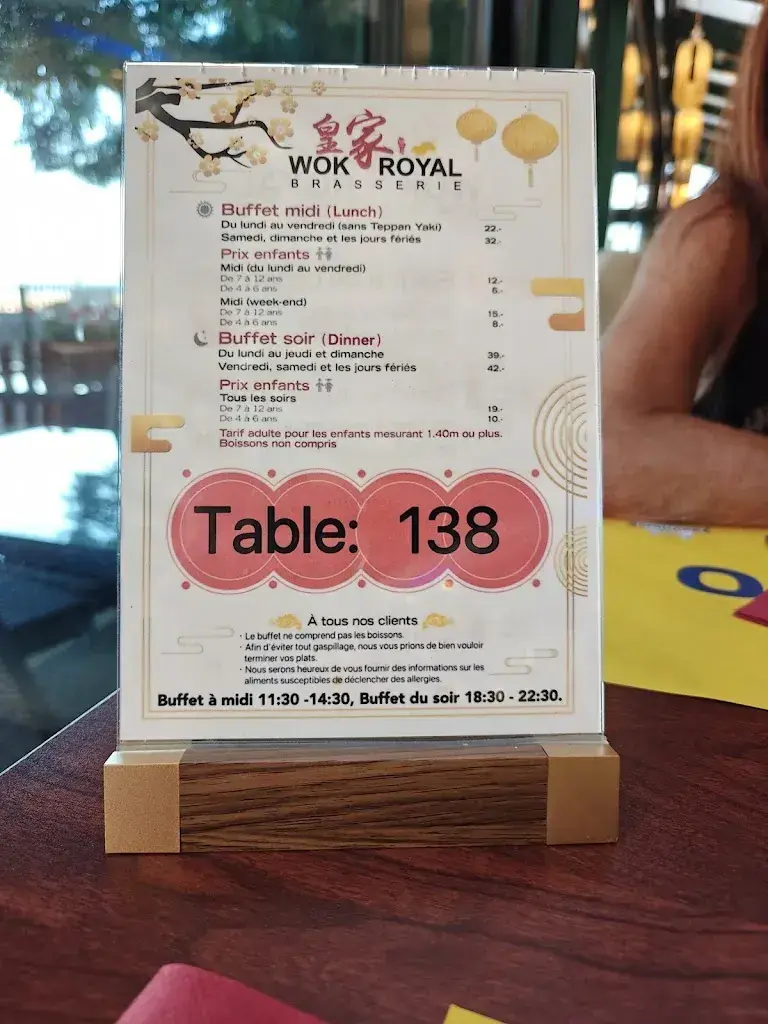 皇家
WOK ROYAL
BRASSERIE
Buffet midi (Lunch)
Du lundi au vendredi (sans Teppan Yaki) 22.-
Samedi, dimanche et les jours fériés 32.-
Prix enfants
Midi (du lundi au vendredi)
De 7 à 12 ans 12.-
De 4 à 6 ans 6.-
Midi (week-end)
De 7 à 12 ans 15.-
De 4 à 6 ans 8.-
Buffet soir (Dinner)
Du lundi au jeudi et dimanche 39.-
Vendredi, samedi et les jours fériés 42.-
Prix enfants
Tous les soirs
De 7 à 12 ans 19.-
De 4 à 6 ans 10.-
Tarif adulte pour les enfants mesurant 1.40m ou plus.
Boissons non compris
Table: 138
À tous nos clients
· Le buffet ne comprend pas les boissons.
· Afin d'éviter tout gaspillage, nous vous prions de bien vouloir
terminer vos plats.
· Nous serons heureux de vous fournir des informations sur les
aliments susceptibles de déclencher des allergies.
Buffet à midi 11:30 -14:30, Buffet du soir 18:30 - 22:30.